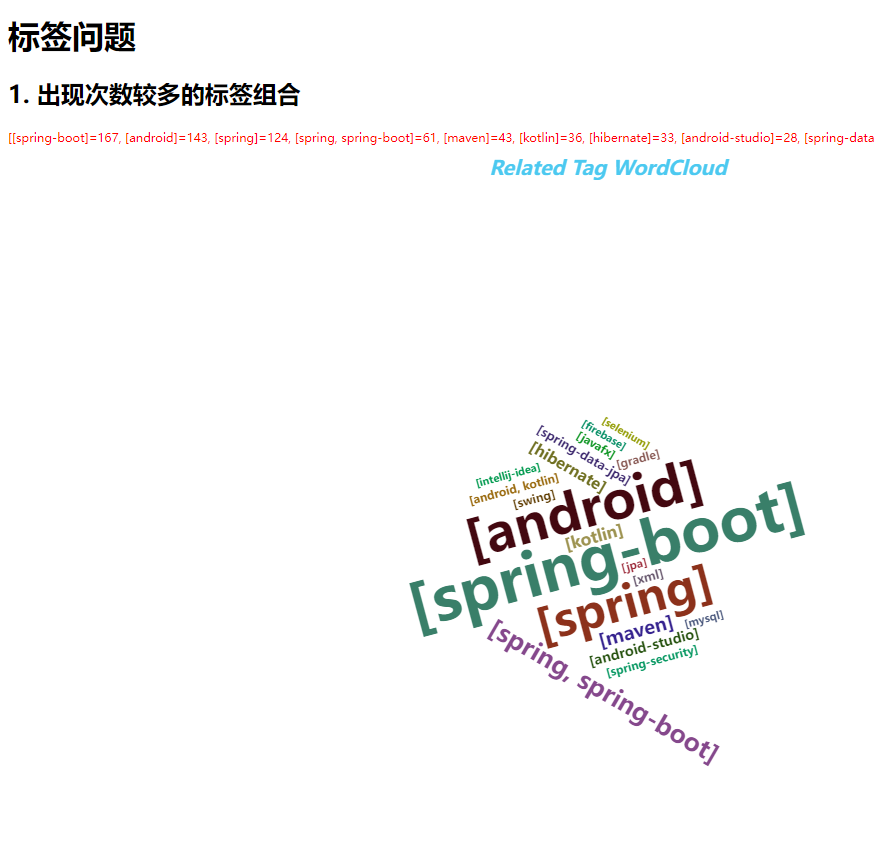 标签问题
1. 出现次数较多的标签组合
[[spring-boot]=167, [android]=143, [spring]=124, [spring, spring-boot]=61, [maven]=43, [kotlin]=36, [hibernate]=33, [android-studio]=28, [spring-data
Related Tag WordCloud
[selenium]
[firebase]
[javafx]
[spring-data-jpa]
[gradle]
[hibernate]
[intellij-idea]
[android, kotlin]
[swing]
[android]
[kotlin]
[spring-boot]
[jpa]
[xml]
[spring]
[mysql]
[maven]
[android-studio]
[spring-security]
[spring, spring-boot]